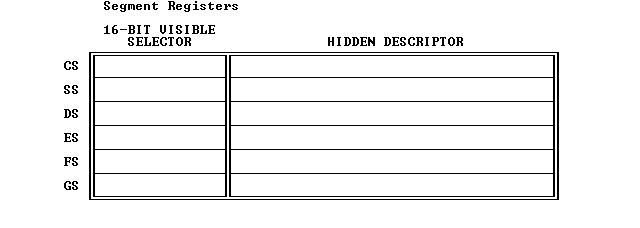 Segment Registers
16-BIT VISIBLE
SELECTOR HIDDEN DESCRIPTOR
CS
SS
DS
ES
FS
GS